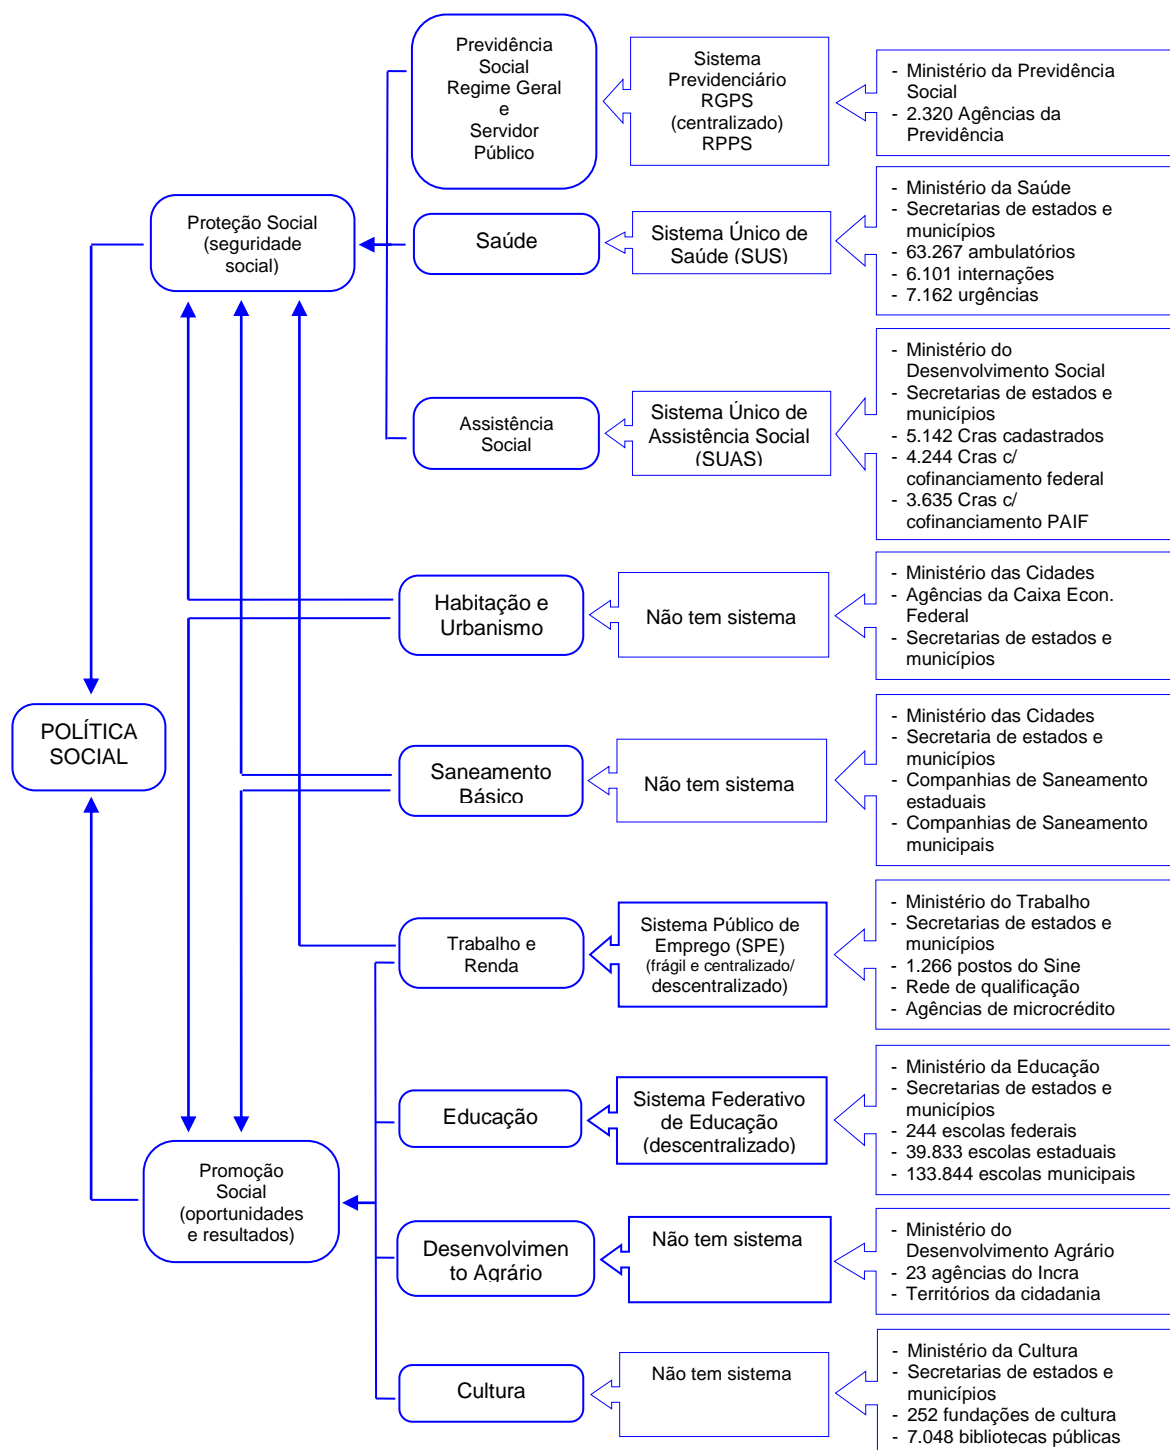 Previdência
Social
Regime Geral
e
Servidor
Público
Sistema
Previdenciário
RGPS
(centralizado)
RPPS
- Ministério da Previdência
Social
- 2.320 Agências da
Previdência
Proteção Social
(seguridade
social)
Saúde
Sistema Único de
Saúde (SUS)
- Ministério da Saúde
- Secretarias de estados e
municípios
- 63.267 ambulatórios
- 6.101 internações
- 7.162 urgências
Assistência
Social
Sistema Único de
Assistência Social
(SUAS)
- Ministério do
Desenvolvimento Social
- Secretarias de estados e
municípios
- 5.142 Cras cadastrados
- 4.244 Cras c/
cofinanciamento federal
- 3.635 Cras c/
cofinanciamento PAIF
Habitação e
Urbanismo
Não tem sistema
- Ministério das Cidades
- Agências da Caixa Econ.
Federal
- Secretarias de estados e
municípios
POLÍTICA
SOCIAL
Saneamento
Básico
Não tem sistema
- Ministério das Cidades
- Secretaria de estados e
municípios
- Companhias de Saneamento
estaduais
- Companhias de Saneamento
municipais
Trabalho e
Renda
Sistema Público de
Emprego (SPE)
(frágil e centralizado/
descentralizado)
- Ministério do Trabalho
- Secretarias de estados e
municípios
- 1.266 postos do Sine
- Rede de qualificação
- Agências de microcrédito
Educação
Sistema Federativo
de Educação
(descentralizado)
- Ministério da Educação
- Secretarias de estados e
municípios
- 244 escolas federais
- 39.833 escolas estaduais
- 133.844 escolas municipais
Promoção
Social
(oportunidades
e resultados)
Desenvolvimen
to Agrário
Não tem sistema
- Ministério do
Desenvolvimento Agrário
- 23 agências do Incra
- Territórios da cidadania
Cultura
Não tem sistema
- Ministério da Cultura
- Secretarias de estados e
municípios
- 252 fundações de cultura
- 7.048 bibliotecas públicas